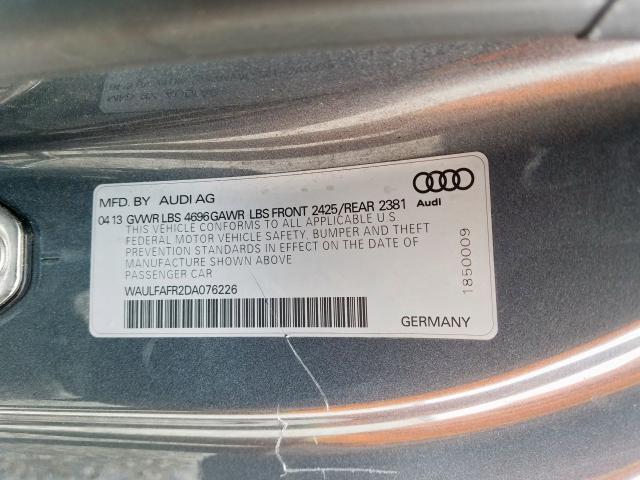 MFD. BY AUDI AG
04 13 GVWR LBS 4696 GAWR LBS FRONT 2425/REAR 2381
THIS VEHICLE CONFORMS TO ALL APPLICABLE U.S.
FEDERAL MOTOR VEHICLE SAFETY, BUMPER AND THEFT
PREVENTION STANDARDS IN EFFECT ON THE DATE OF
MANUFACTURE SHOWN ABOVE
PASSENGER CAR
WAULFAFR2DA076226
Audi
1850009
GERMANY